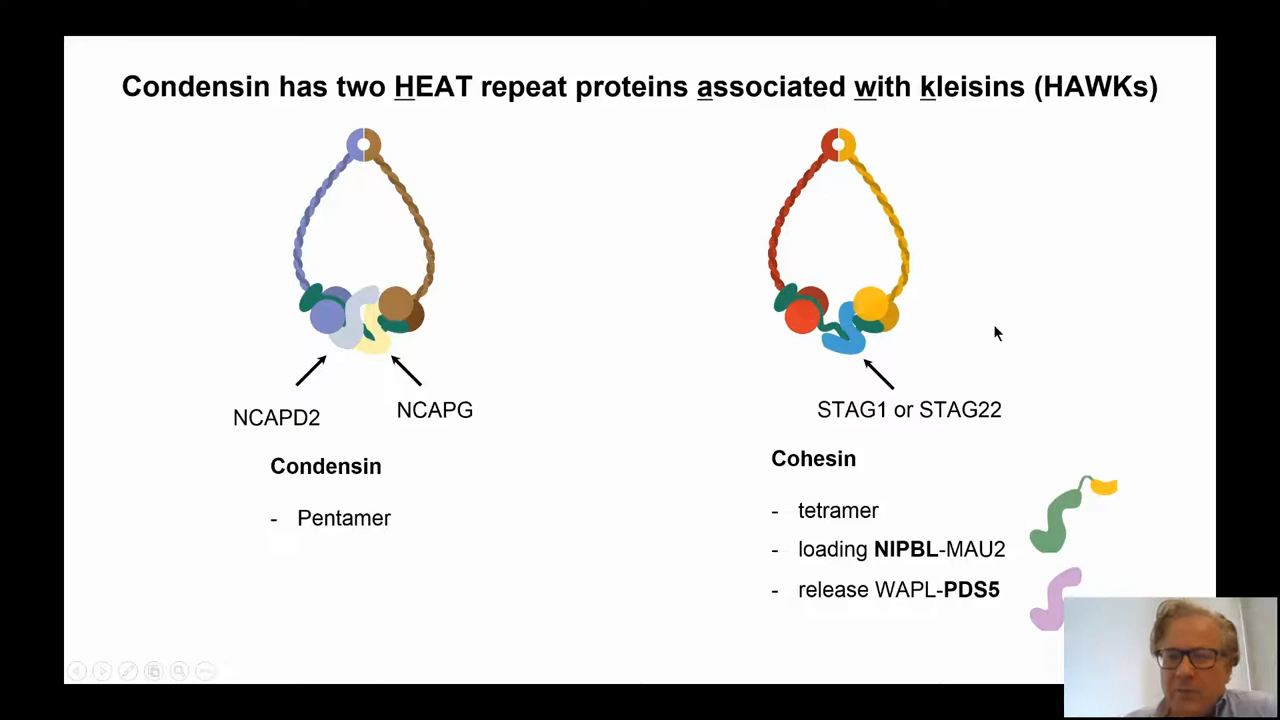 Condensin has two HEAT repeat proteins associated with kleisins (HAWKs)
NCAPD2
NCAPG
Condensin
- Pentamer
STAG1 or STAG22
Cohesin
- tetramer
- loading NIPBL-MAU2
- release WAPL-PDS5